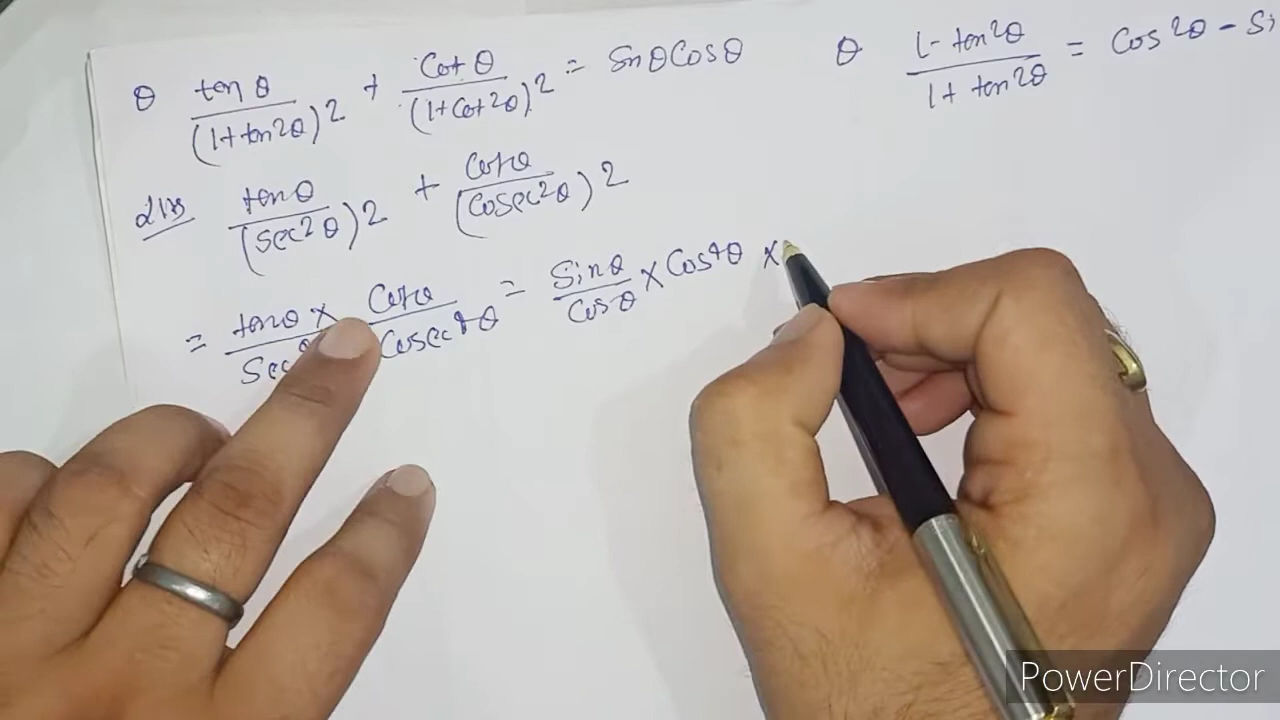 θ tanθ/(1+tan2θ)2 + Cotθ/(1+Cot2θ)2 = SinθCosθ
LHS tanθ/(Sec2θ)2 + Cotθ/(Cosec2θ)2
= tanθ/Sec × Cotθ/Cosec4θ = Sinθ/Cosθ × Cos4θ ×
θ 1-tan2θ/1+tan2θ = Cos2θ - Si
PowerDirector